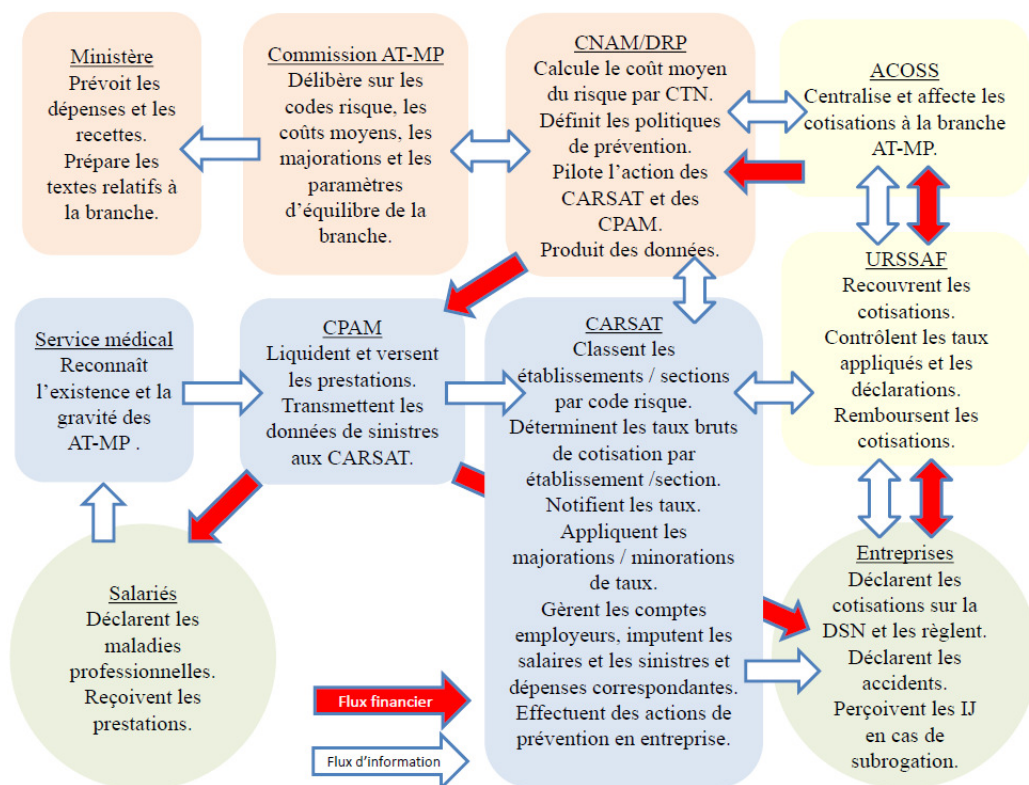 Ministère
Prévoit les
dépenses et les
recettes.
Prépare les
textes relatifs à
la branche.
Commission AT-MP
Délibère sur les
codes risque, les
coûts moyens, les
majorations et les
paramètres
d’équilibre de la
branche.
CNAM/DRP
Calcule le coût moyen
du risque par CTN.
Définit les politiques
de prévention.
Pilote l’action des
CARSAT et des
CPAM.
Produit des données.
ACOSS
Centralise et affecte les
cotisations à la branche
AT-MP.
Service médical
Reconnaît
l’existence et la
gravité des
AT-MP .
CPAM
Liquident et versent
les prestations.
Transmettent les
données de sinistres
aux CARSAT.
CARSAT
Classent les
établissements / sections
par code risque.
Déterminent les taux bruts
de cotisation par
établissement /section.
Notifient les taux.
Appliquent les
majorations / minorations
de taux.
Gèrent les comptes
employeurs, imputent les
salaires et les sinistres et
dépenses correspondantes.
Effectuent des actions de
prévention en entreprise.
URSSAF
Recouvrent les
cotisations.
Contrôlent les taux
appliqués et les
déclarations.
Remboursent les
cotisations.
Salariés
Déclarent les
maladies
professionnelles.
Reçoivent les
prestations.
Entreprises
Déclarent les
cotisations sur la
DSN et les règlent.
Déclarent les
accidents.
Perçoivent les IJ
en cas de
subrogation.
Flux financier
Flux d’information